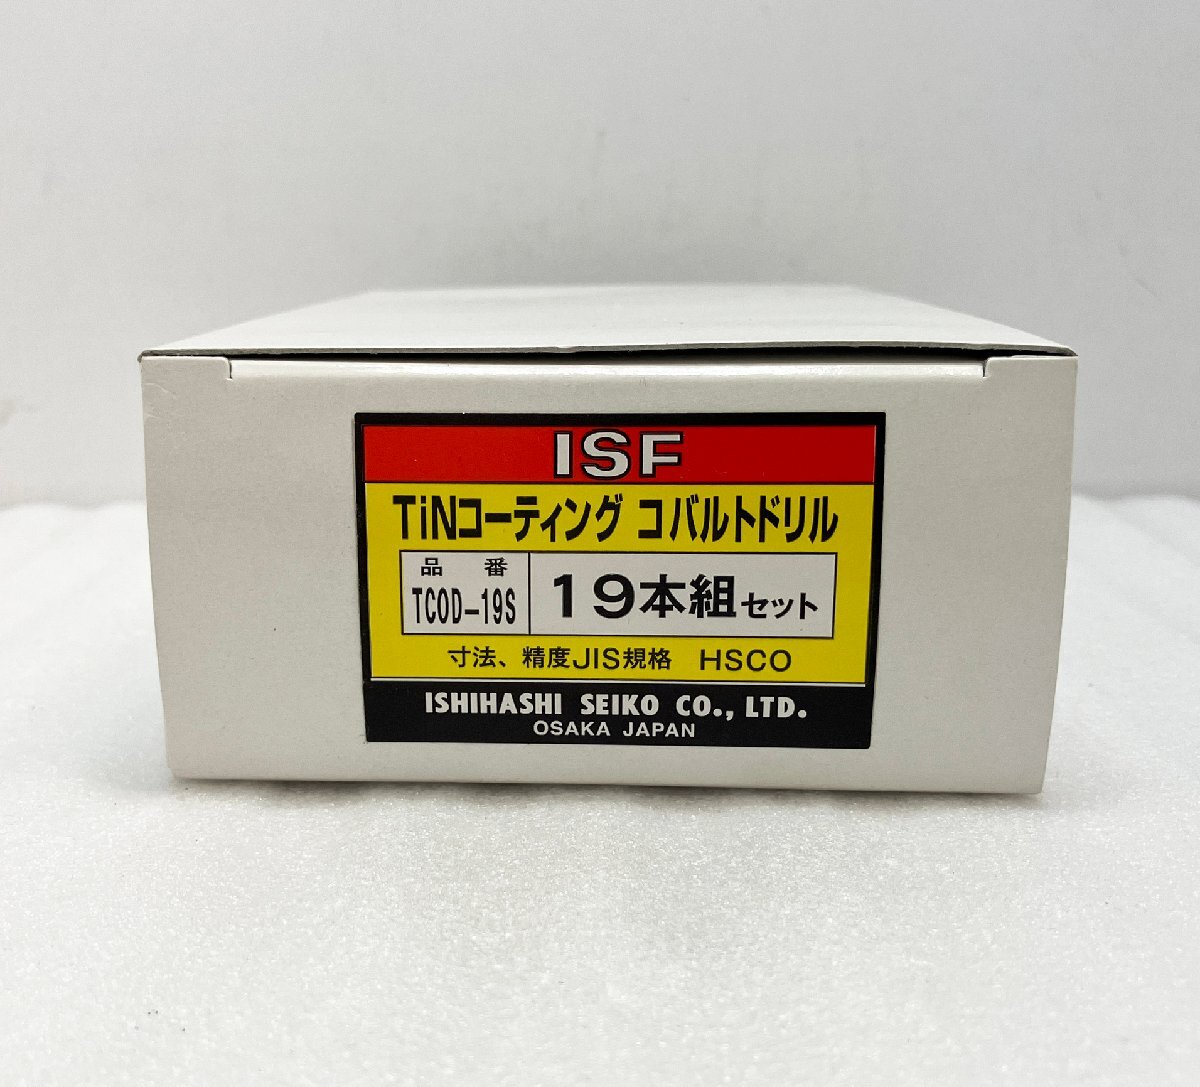 ISF
TiNコーティング コバルトドリル
品 番
TCOD-19S
19本組セット
寸法、精度JIS規格 HSCO
ISHIHASHI SEIKO CO., LTD.
OSAKA JAPAN